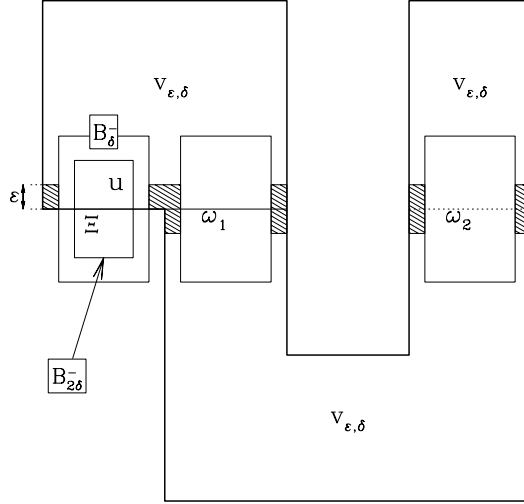 V_{ε,δ}
V_{ε,δ}
B_δ^-
u
ε
Ξ
ω_1
ω_2
B_{2δ}^-
V_{ε,δ}